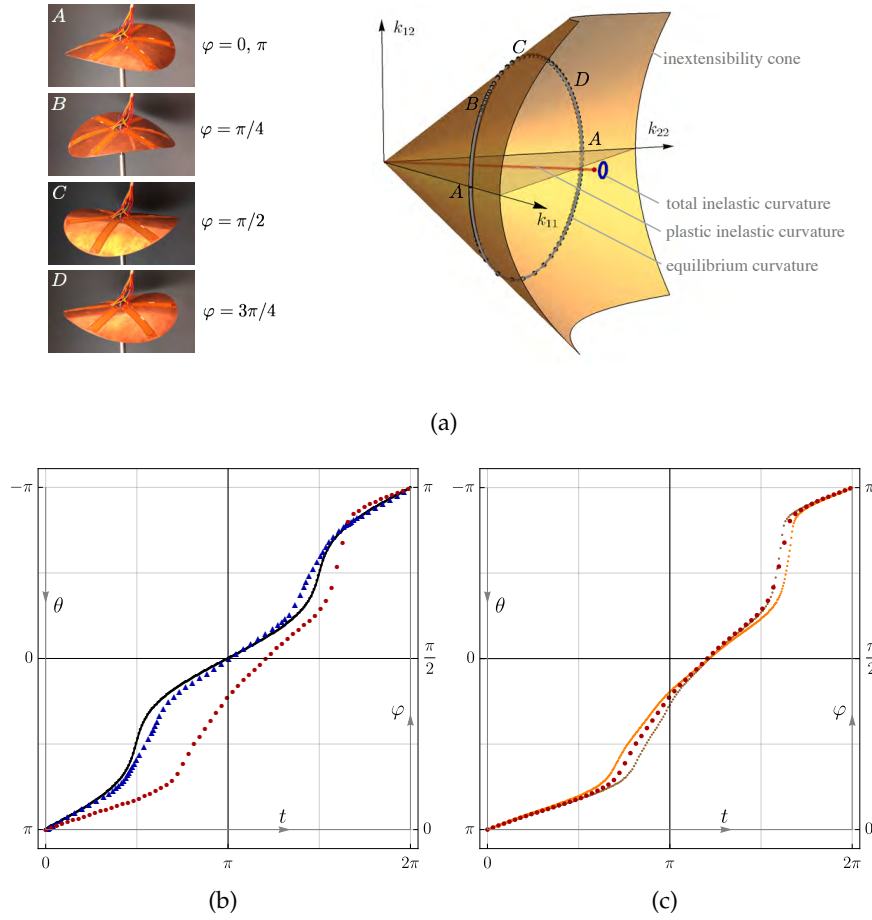 A
φ = 0, π
B
φ = π/4
C
φ = π/2
D
φ = 3π/4
k₁₂
C
D
B
A
A
k₂₂
k₁₁
inextensibility cone
total inelastic curvature
plastic inelastic curvature
equilibrium curvature
(a)
−π
π
θ
0
π/2
φ
t
π
0
0
π
2π
(b)
−π
π
θ
0
π/2
φ
t
π
0
0
π
2π
(c)